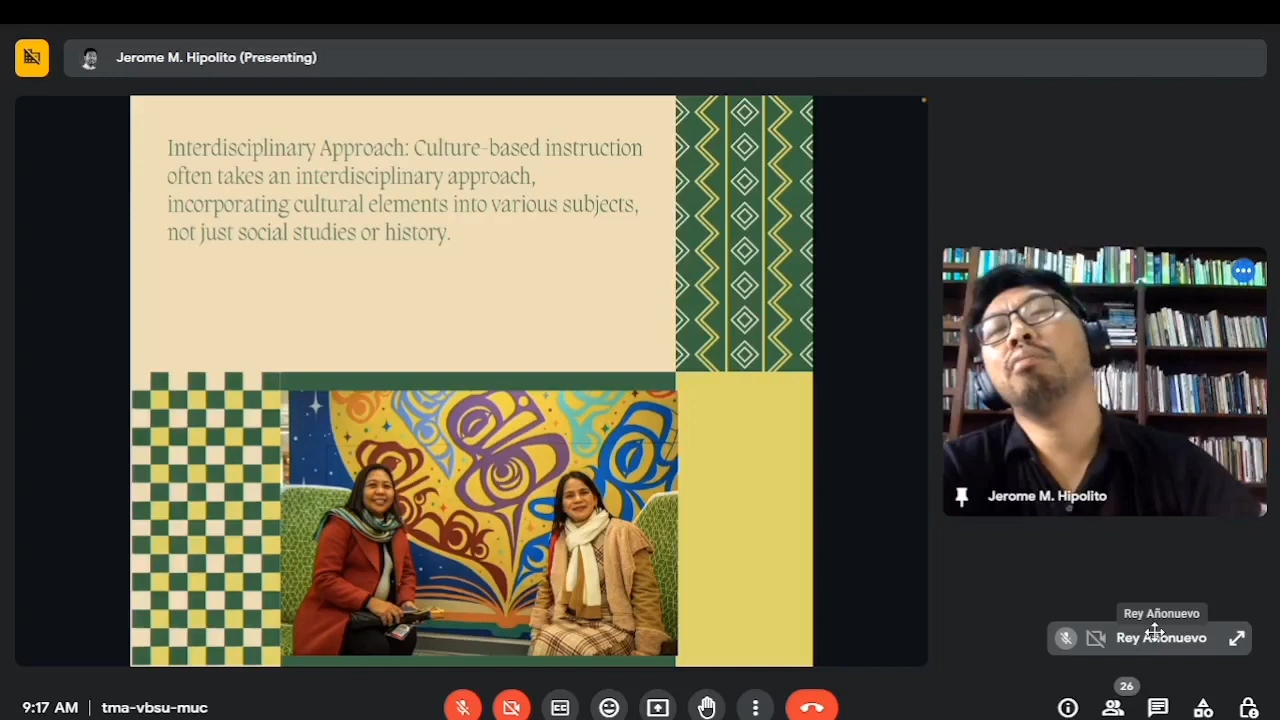 Jerome M. Hipolito (Presenting)
Interdisciplinary Approach: Culture-based instruction
often takes an interdisciplinary approach,
incorporating cultural elements into various subjects,
not just social studies or history.
Jerome M. Hipolito
Rey Añonuevo
Rey Añonuevo
26
9:17 AM | tma-vbsu-muc